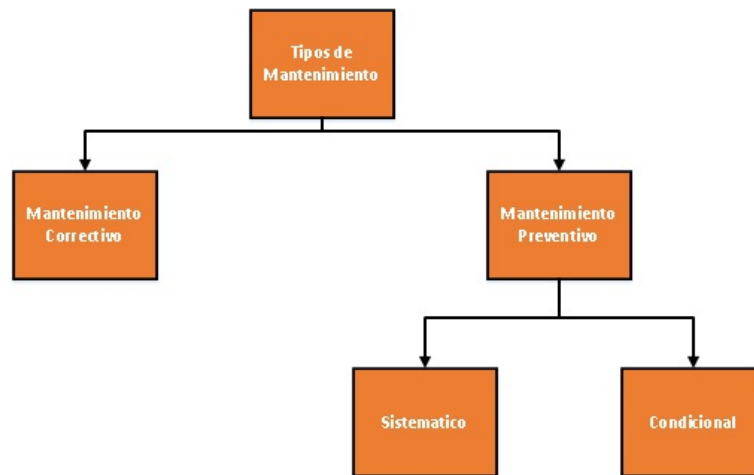 Tipos de
Mantenimiento
Mantenimiento
Correctivo
Mantenimiento
Preventivo
Sistematico
Condicional